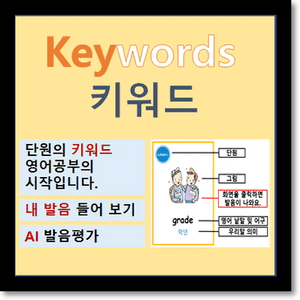 Keywords
키워드
단원의 키워드
영어공부의
시작입니다.
내 발음 들어 보기
AI 발음평가
단원
그림
화면을 클릭하면
발음이 나와요.
grade
영어 낱말 및 어구
학년
우리말 의미